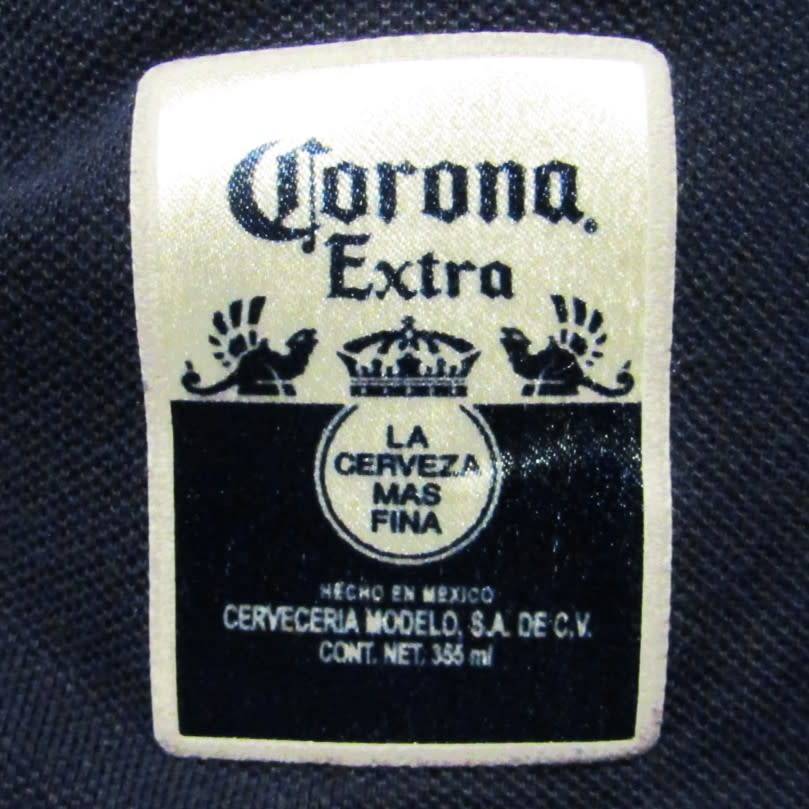 Corona.
Extra
LA
CERVEZA
MAS
FINA
HECHO EN MEXICO
CERVECERIA MODELO, S.A. DE C.V.
CONT. NET. 355 ml